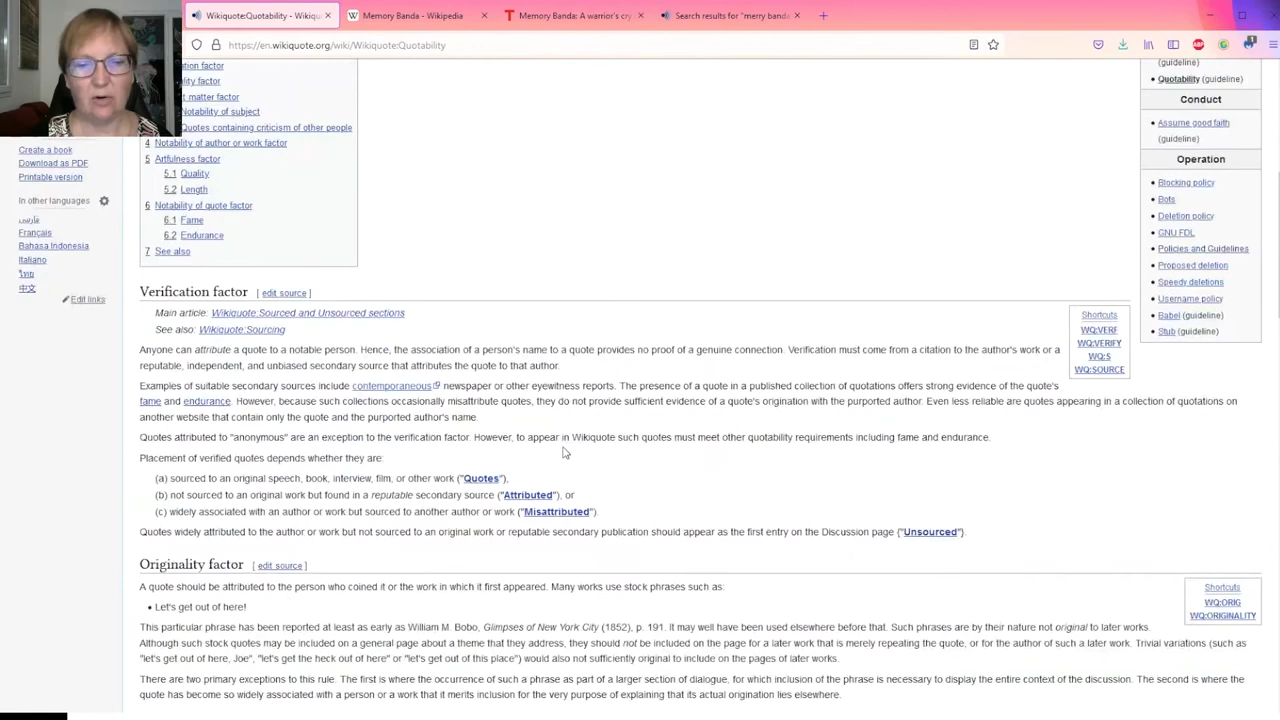 Wikiquote:Quotability - Wikiqu
Memory Banda - Wikipedia
Memory Banda: A warrior's cry
Search results for "merry banda
https://en.wikiquote.org/wiki/Wikiquote:Quotability
ABP
1
Create a book
Download as PDF
Printable version
In other languages
فارسی
Français
Bahasa Indonesia
Italiano
ไทย
中文
Edit links
ation factor
ality factor
t matter factor
Notability of subject
Quotes containing criticism of other people
4 Notability of author or work factor
5 Artfulness factor
5.1 Quality
5.2 Length
6 Notability of quote factor
6.1 Fame
6.2 Endurance
7 See also
Verification factor [ edit source ]
Main article: Wikiquote:Sourced and Unsourced sections
See also: Wikiquote:Sourcing
Anyone can attribute a quote to a notable person. Hence, the association of a person's name to a quote provides no proof of a genuine connection. Verification must come from a citation to the author's work or a
reputable, independent, and unbiased secondary source that attributes the quote to that author.
Examples of suitable secondary sources include contemporaneous newspaper or other eyewitness reports. The presence of a quote in a published collection of quotations offers strong evidence of the quote's
fame and endurance. However, because such collections occasionally misattribute quotes, they do not provide sufficient evidence of a quote's origination with the purported author. Even less reliable are quotes appearing in a collection of quotations on
another website that contain only the quote and the purported author's name.
Quotes attributed to "anonymous" are an exception to the verification factor. However, to appear in Wikiquote such quotes must meet other quotability requirements including fame and endurance.
Placement of verified quotes depends whether they are:
(a) sourced to an original speech, book, interview, film, or other work ("Quotes"),
(b) not sourced to an original work but found in a reputable secondary source ("Attributed"), or
(c) widely associated with an author or work but sourced to another author or work ("Misattributed")
Quotes widely attributed to the author or work but not sourced to an original work or reputable secondary publication should appear as the first entry on the Discussion page ("Unsourced").
Shortcuts
WQ:VERF
WQ:VERIFY
WQ:S
WQ:SOURCE
Originality factor [ edit source ]
A quote should be attributed to the person who coined it or the work in which it first appeared. Many works use stock phrases such as:
• Let's get out of here!
This particular phrase has been reported at least as early as William M. Bobo, Glimpses of New York City (1852), p. 191. It may well have been used elsewhere before that. Such phrases are by their nature not original to later works.
Although such stock quotes may be included on a general page about a theme that they address, they should not be included on the page for a later work that is merely repeating the quote, or for the author of such a later work. Trivial variations (such as
"let's get out of here, Joe", "let's get the heck out of here" or "let's get out of this place") would also not sufficiently original to include on the pages of later works.
There are two primary exceptions to this rule. The first is where the occurrence of such a phrase as part of a larger section of dialogue, for which inclusion of the phrase is necessary to display the entire context of the discussion. The second is where the
quote has become so widely associated with a person or a work that it merits inclusion for the very purpose of explaining that its actual origination lies elsewhere.
Shortcuts
WQ:ORIG
WQ:ORIGINALITY
(guideline)
• Quotability (guideline)
Conduct
• Assume good faith
(guideline)
Operation
• Blocking policy
• Bots
• Deletion policy
• GNU FDL
• Policies and Guidelines
• Proposed deletion
• Speedy deletions
• Username policy
• Babel (guideline)
• Stub (guideline)